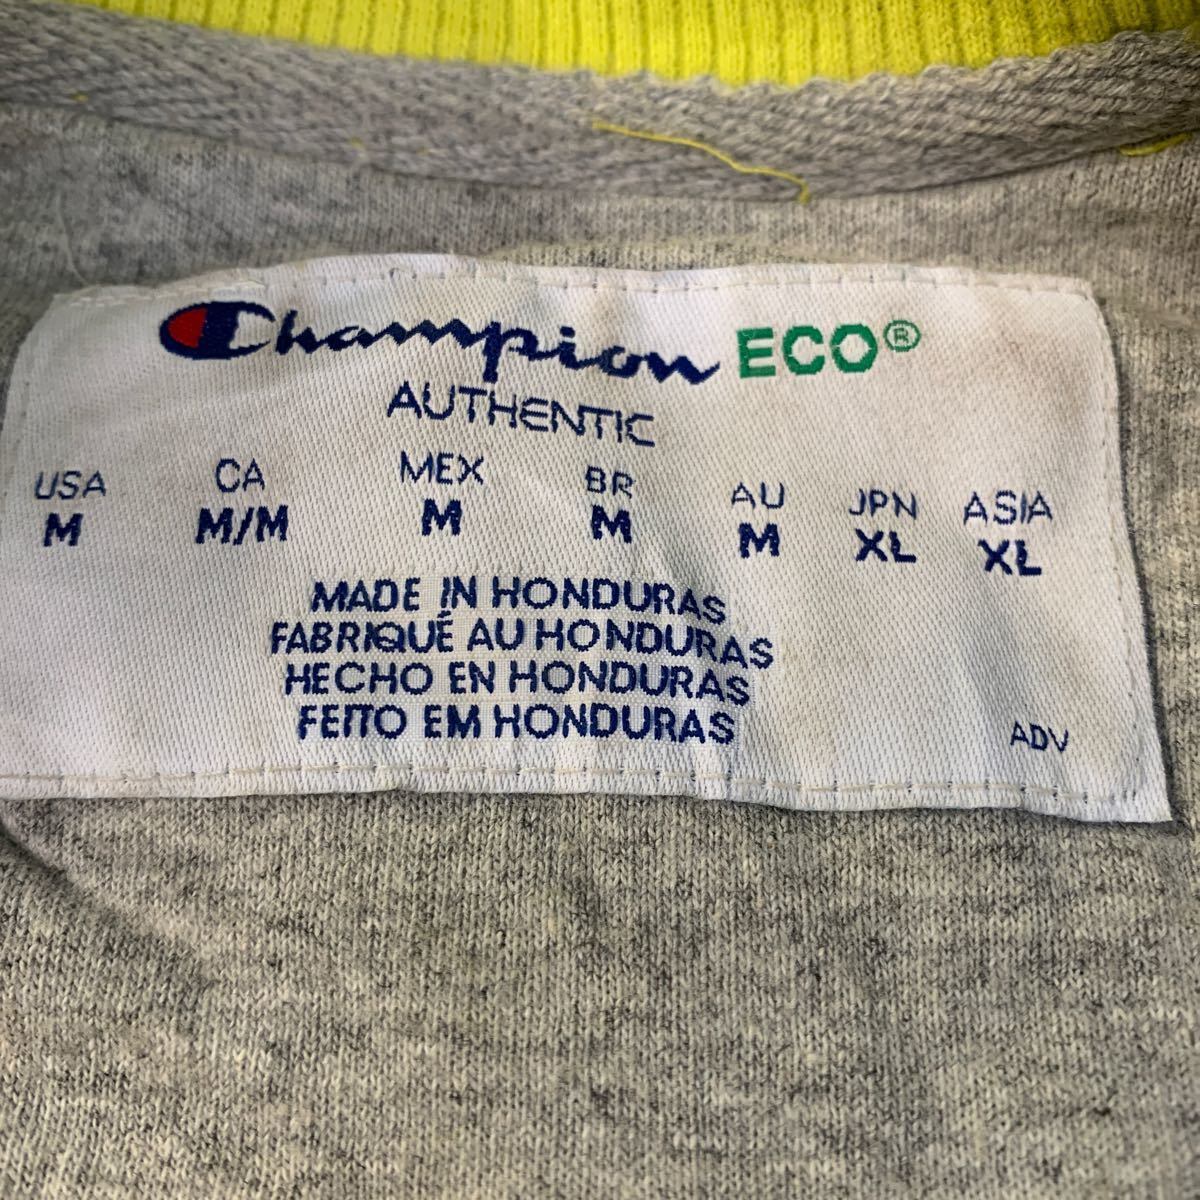 Champion ECO®
AUTHENTIC
USA CA MEX BR AU JPN ASIA
M M/M M M M XL XL
MADE IN HONDURAS
FABRIQUÉ AU HONDURAS
HECHO EN HONDURAS
FEITO EM HONDURAS
ADV